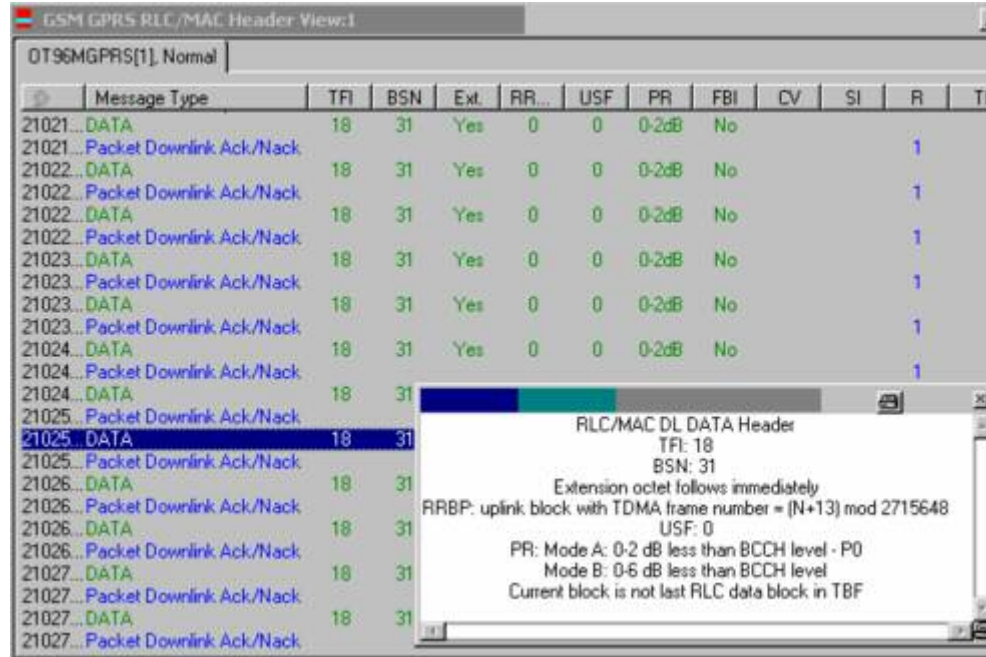 GSM GPRS RLC/MAC Header View:1
OT96MGPRS[1], Normal
Message Type TFI BSN Ext. RR... USF PR FBI CV SI R
21021... DATA 18 31 Yes 0 0 0-2dB No
21021... Packet Downlink Ack/Nack 1
21022... DATA 18 31 Yes 0 0 0-2dB No
21022... Packet Downlink Ack/Nack 1
21022... DATA 18 31 Yes 0 0 0-2dB No
21022... Packet Downlink Ack/Nack 1
21023... DATA 18 31 Yes 0 0 0-2dB No
21023... Packet Downlink Ack/Nack 1
21023... DATA 18 31 Yes 0 0 0-2dB No
21023... Packet Downlink Ack/Nack 1
21024... DATA 18 31 Yes 0 0 0-2dB No
21024... Packet Downlink Ack/Nack 1
21024... DATA 18 31
21025... Packet Downlink Ack/Nack
21025... DATA 18 31
21025... Packet Downlink Ack/Nack
21026... DATA 18 31
21026... Packet Downlink Ack/Nack
21026... DATA 18 31
21026... Packet Downlink Ack/Nack
21027... DATA 18 31
21027... Packet Downlink Ack/Nack
21027... DATA 18 31
21027... Packet Downlink Ack/Nack
RLC/MAC DL DATA Header
TFI: 18
BSN: 31
Extension octet follows immediately
RRBP: uplink block with TDMA frame number = (N+13) mod 2715648
USF: 0
PR: Mode A: 0-2 dB less than BCCH level - P0
Mode B: 0-6 dB less than BCCH level
Current block is not last RLC data block in TBF